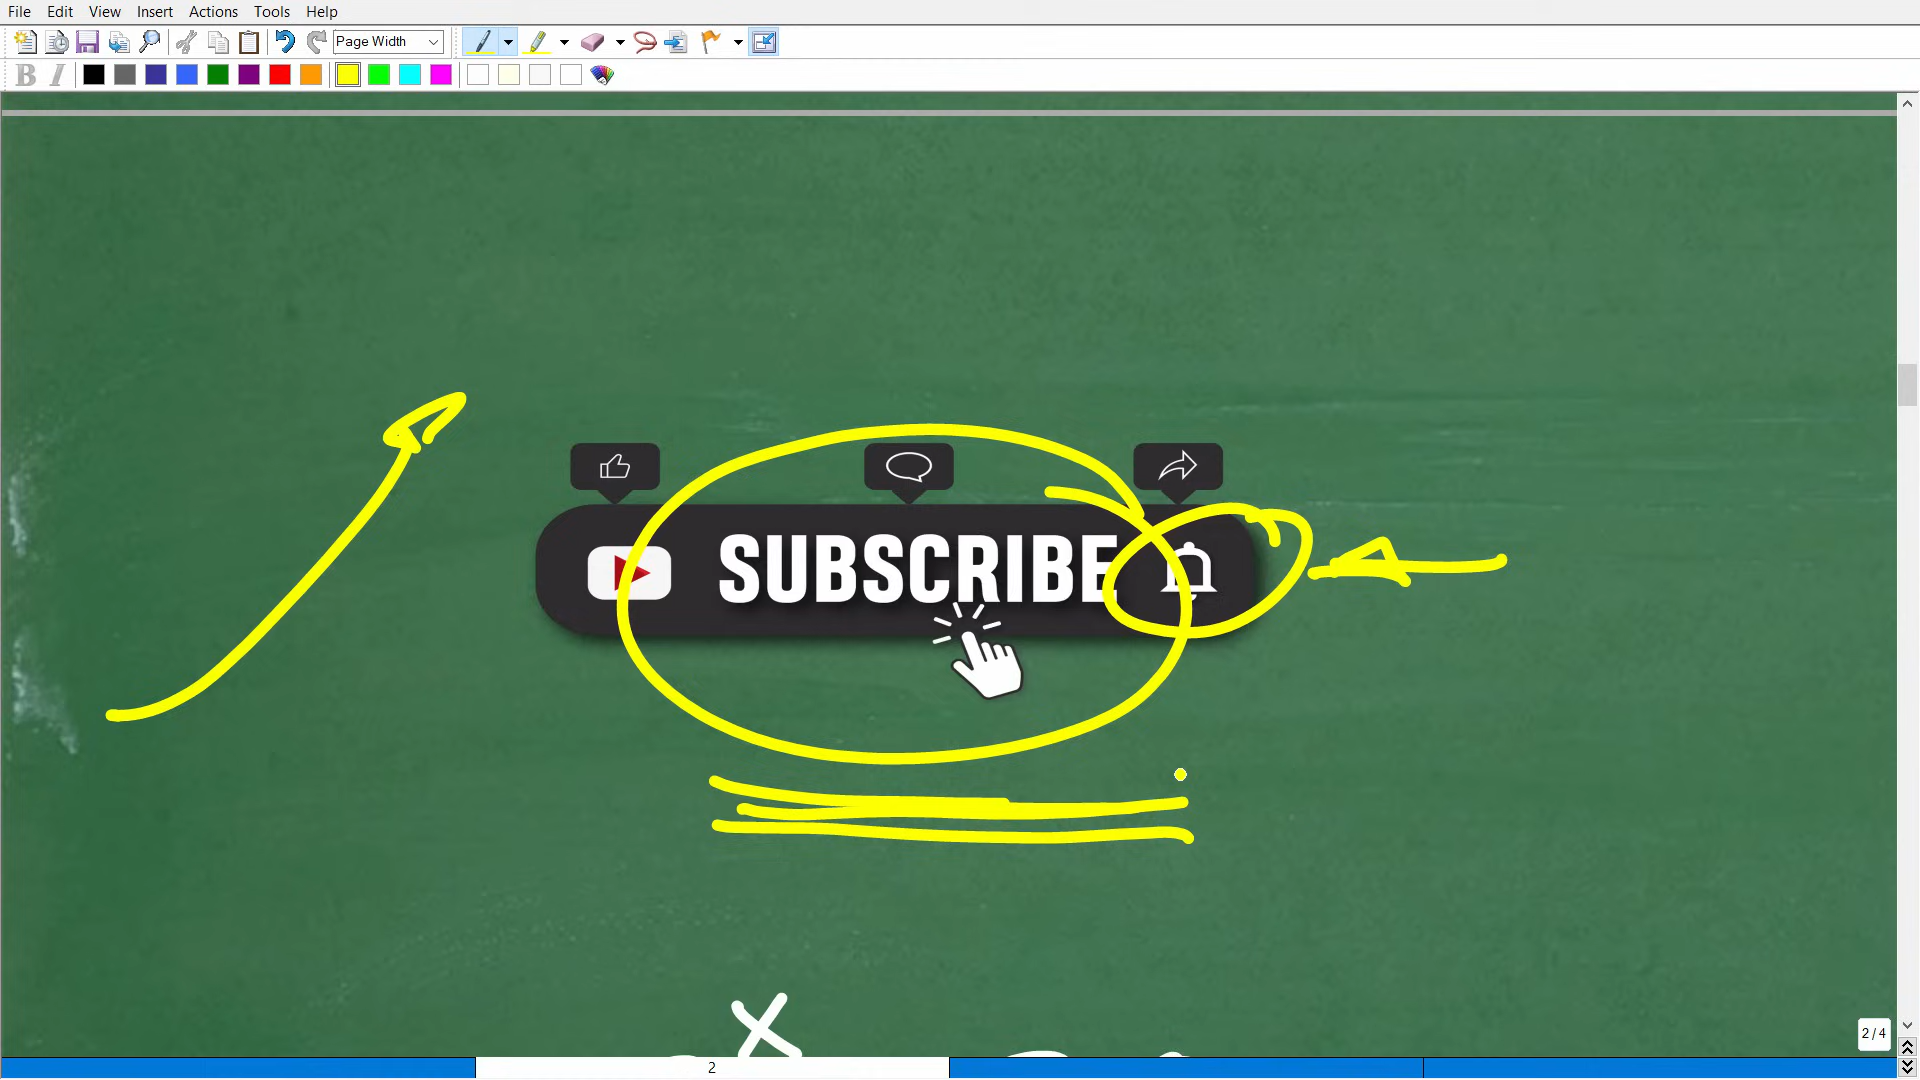 File Edit View Insert Actions Tools Help
Page Width
B I
SUBSCRIBE
x
2 / 4
2